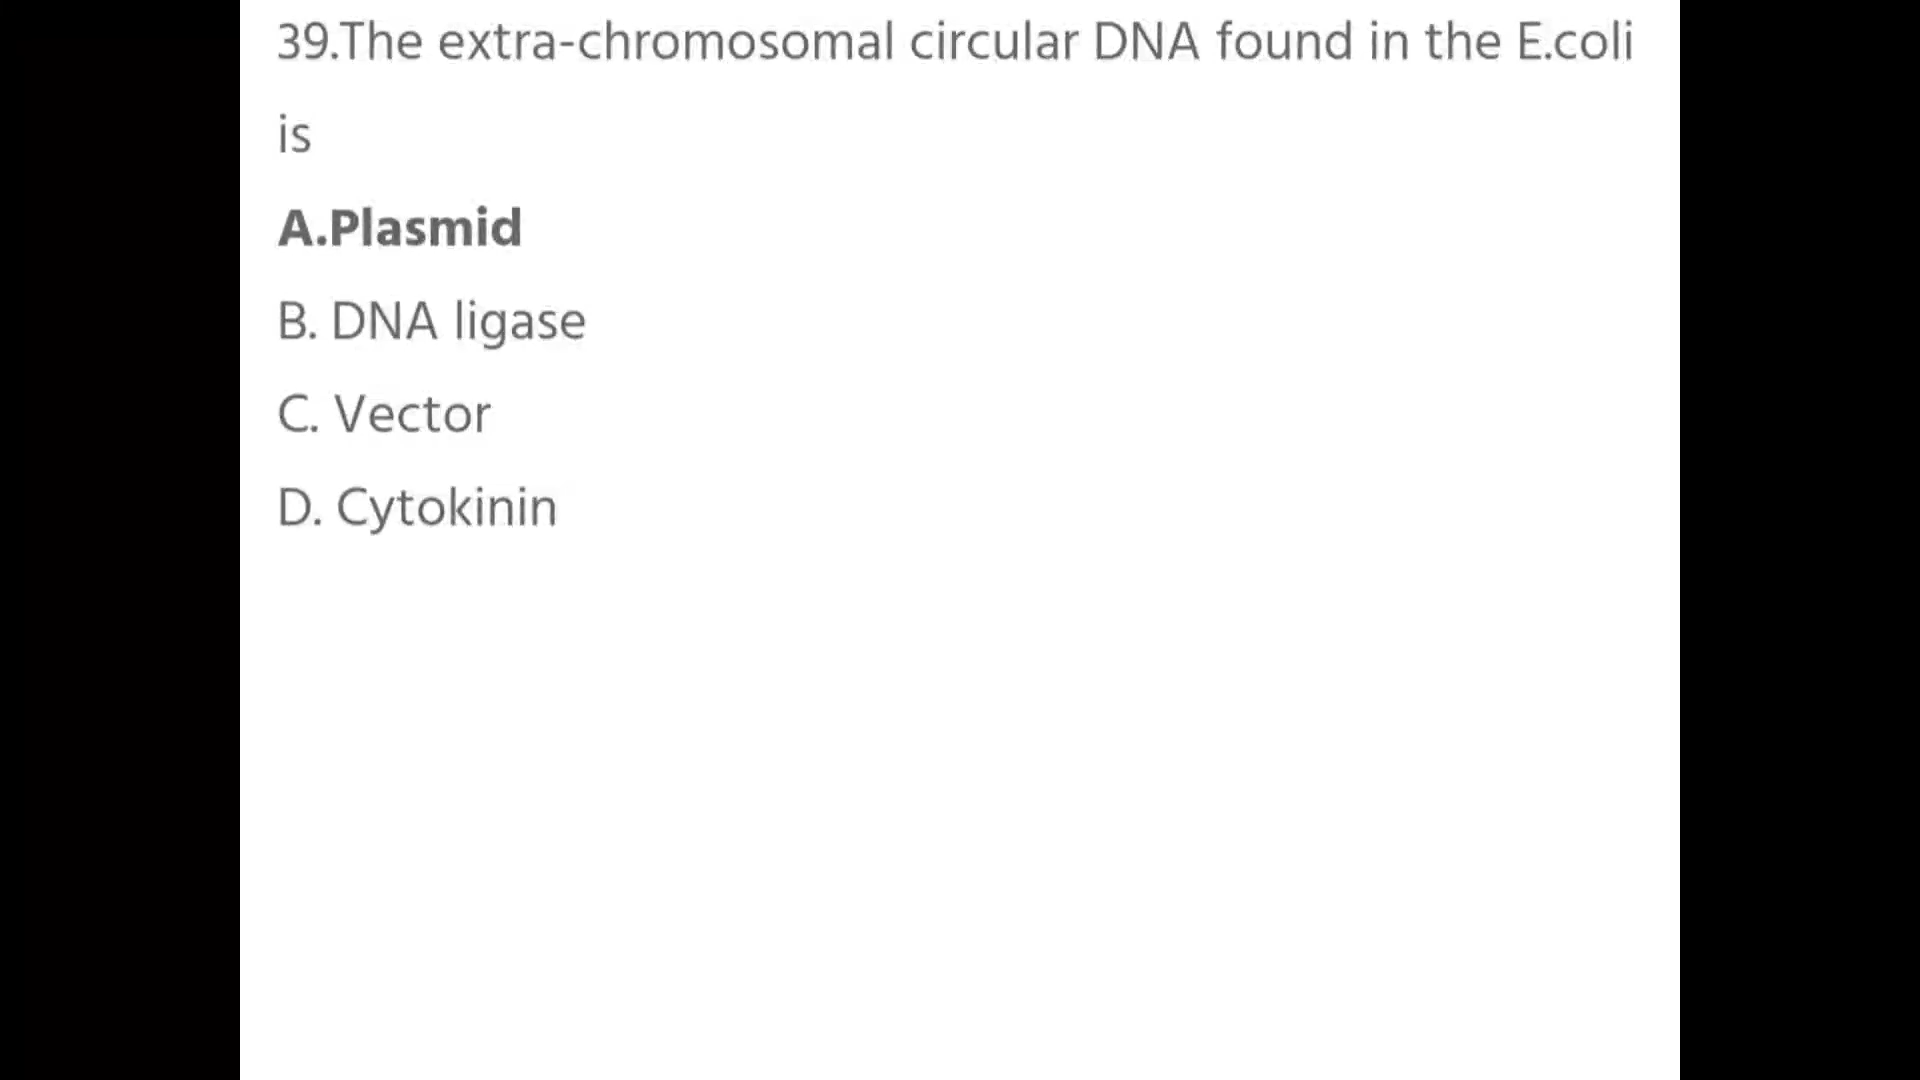 39.The extra-chromosomal circular DNA found in the E.coli
is
A.Plasmid
B. DNA ligase
C. Vector
D. Cytokinin